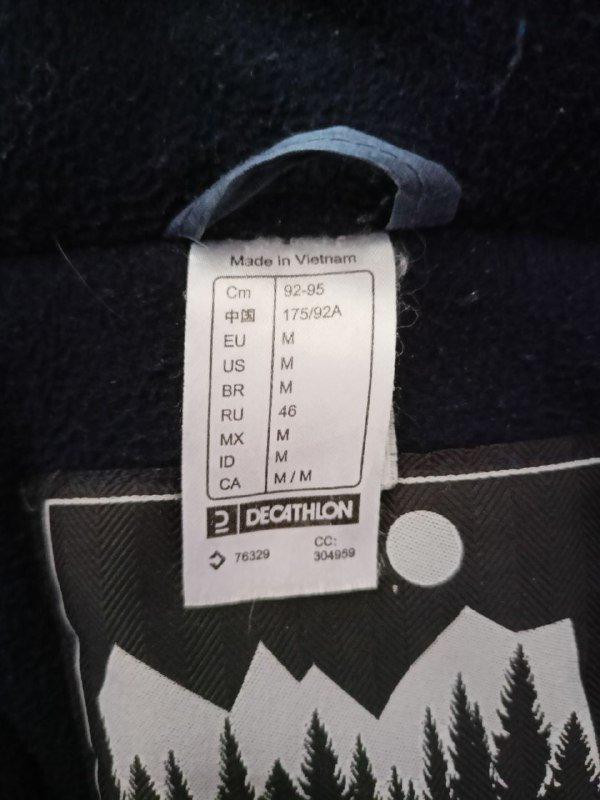 Made in Vietnam
Cm 92-95
中国 175/92A
EU M
US M
BR M
RU 46
MX M
ID M
CA M / M
DECATHLON
76329 CC: 304959